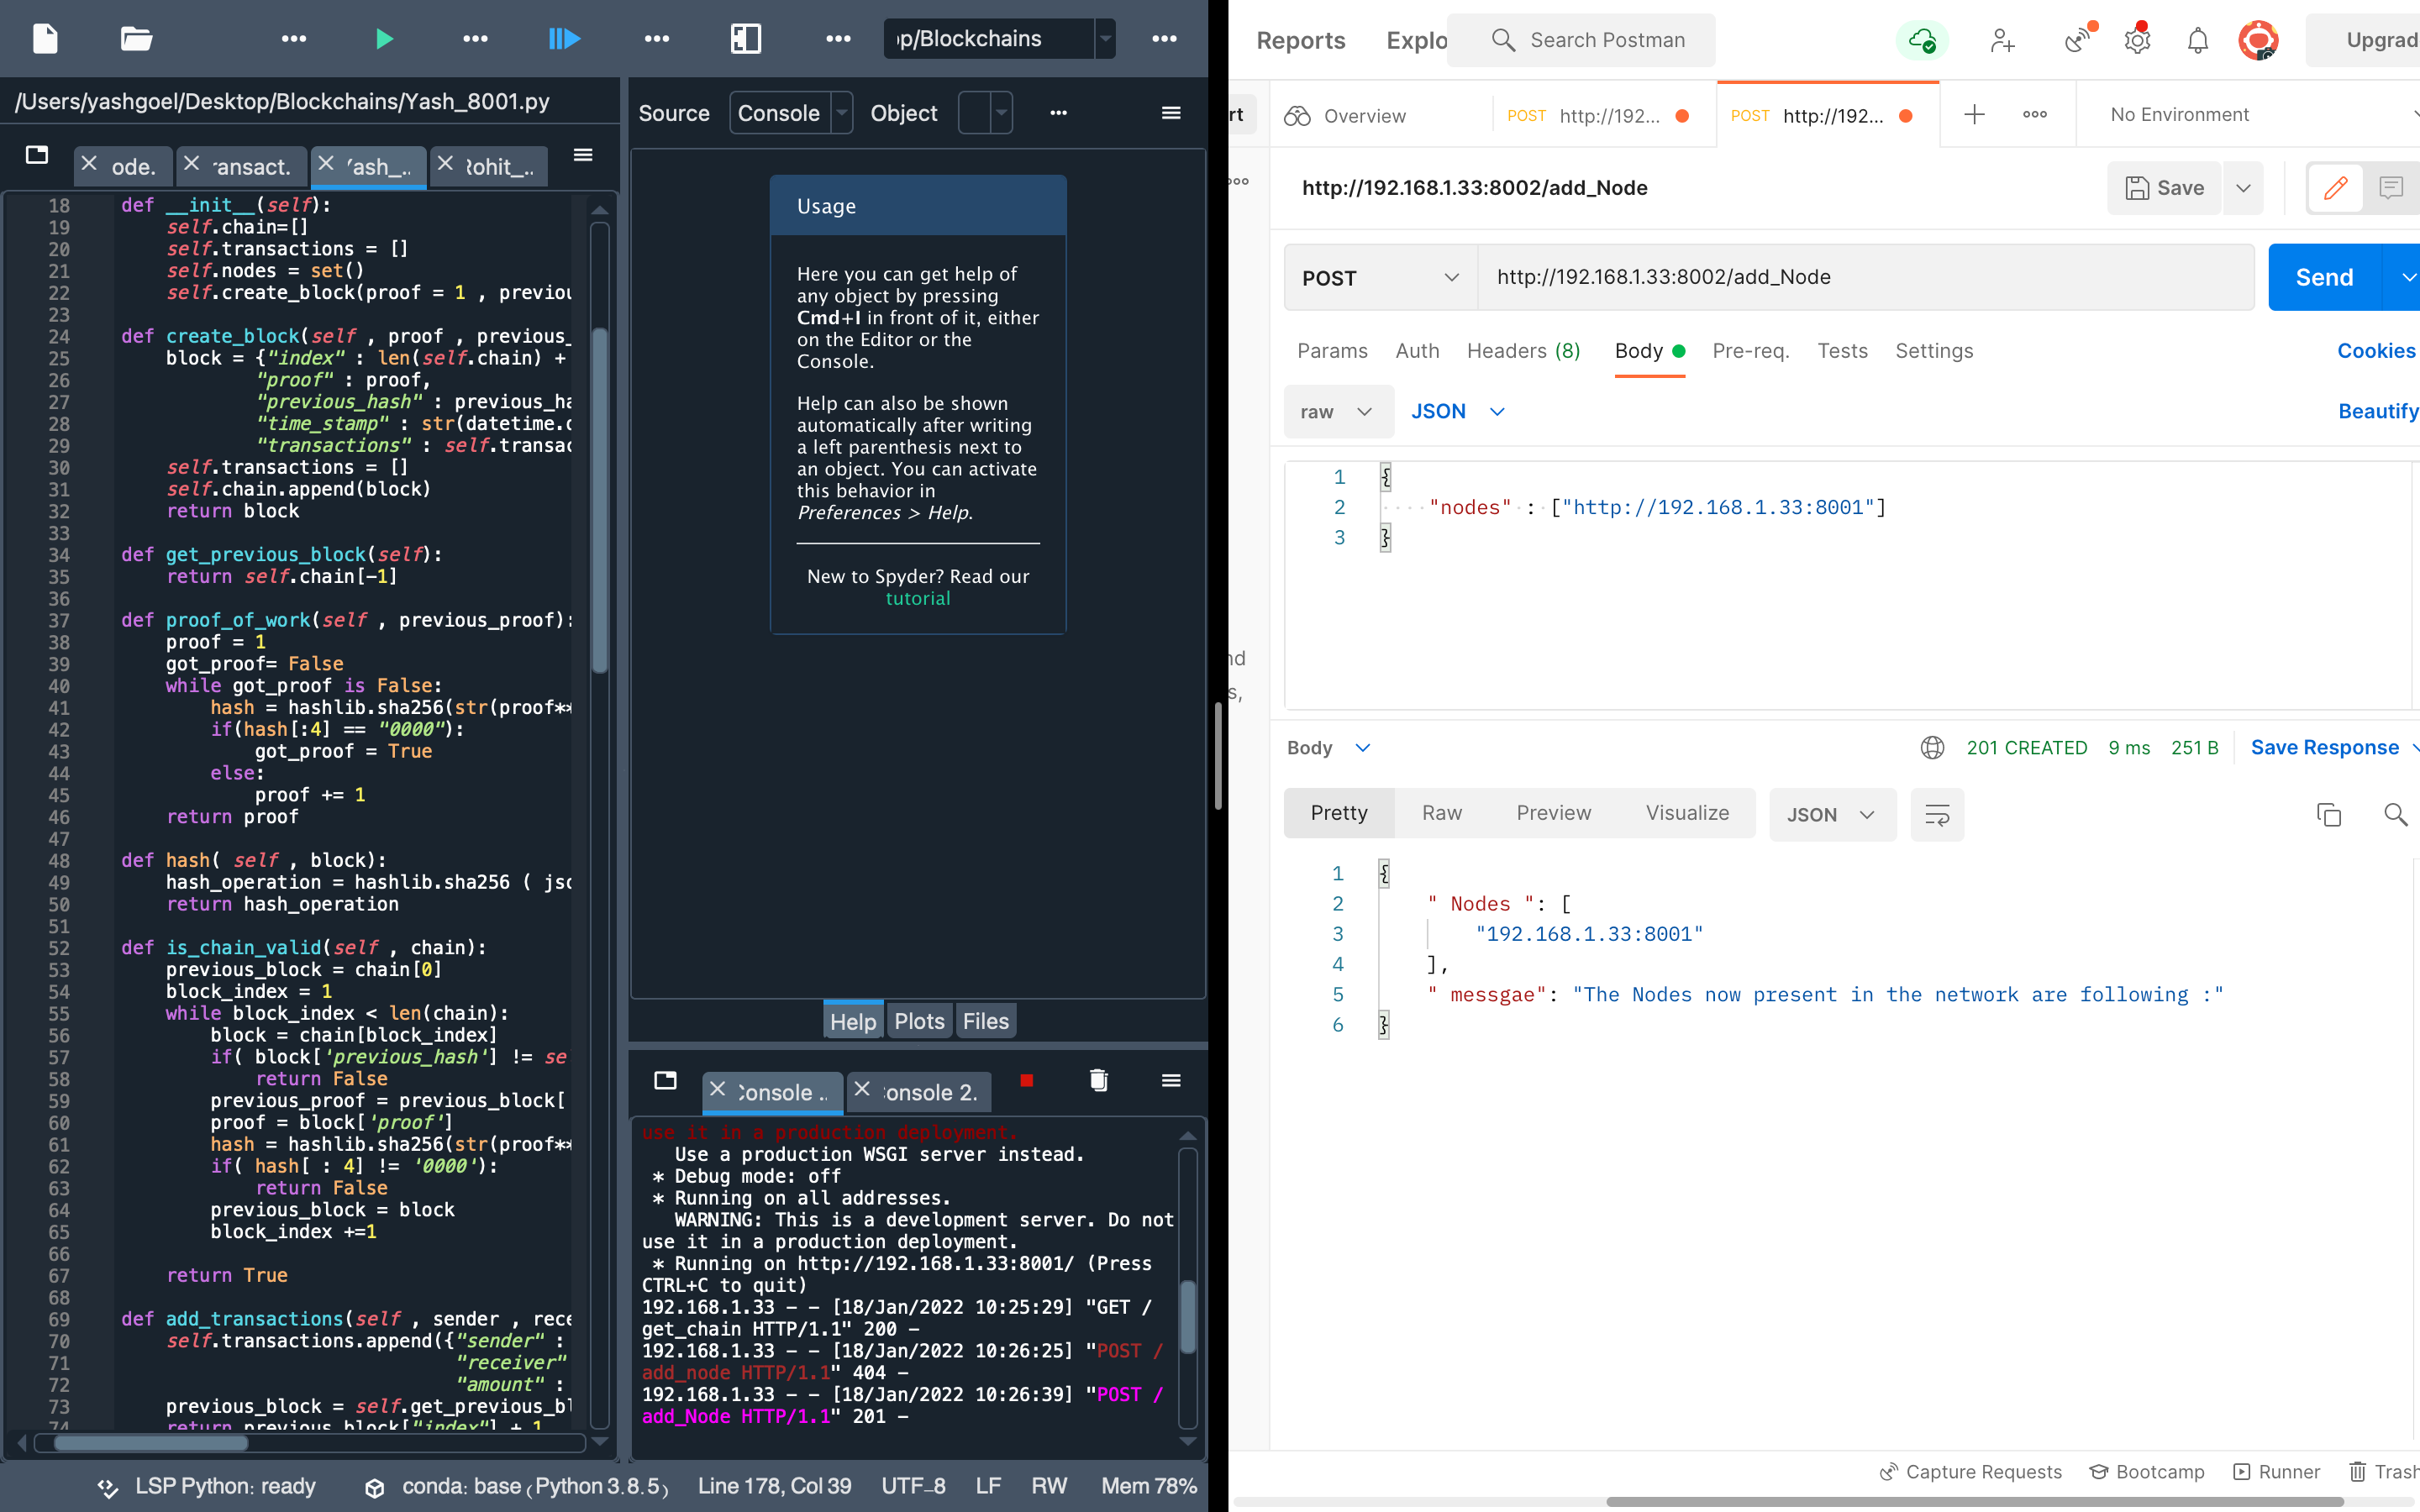 ɿp/Blockchains
/Users/yashgoel/Desktop/Blockchains/Yash_8001.py
ode.
ransact.
ash_..
ohit_..
18 def __init__(self):
19 self.chain=[]
20 self.transactions = []
21 self.nodes = set()
22 self.create_block(proof = 1 , previou
23
24 def create_block(self , proof , previous_
25 block = {"index" : len(self.chain) +
26 "proof" : proof,
27 "previous_hash" : previous_ha
28 "time_stamp" : str(datetime.d
29 "transactions" : self.transac
30 self.transactions = []
31 self.chain.append(block)
32 return block
33
34 def get_previous_block(self):
35 return self.chain[-1]
36
37 def proof_of_work(self , previous_proof):
38 proof = 1
39 got_proof= False
40 while got_proof is False:
41 hash = hashlib.sha256(str(proof**
42 if(hash[:4] == "0000"):
43 got_proof = True
44 else:
45 proof += 1
46 return proof
47
48 def hash( self , block):
49 hash_operation = hashlib.sha256 ( jso
50 return hash_operation
51
52 def is_chain_valid(self , chain):
53 previous_block = chain[0]
54 block_index = 1
55 while block_index < len(chain):
56 block = chain[block_index]
57 if( block['previous_hash'] != se
58 return False
59 previous_proof = previous_block[
60 proof = block['proof']
61 hash = hashlib.sha256(str(proof**
62 if( hash[ : 4] != '0000'):
63 return False
64 previous_block = block
65 block_index +=1
66
67 return True
68
69 def add_transactions(self , sender , rece
70 self.transactions.append({"sender" :
71 "receiver"
72 "amount" :
73 previous_block = self.get_previous_bl
74 return previous_block["index"] + 1
Source Console Object
Usage
Here you can get help of
any object by pressing
Cmd+I in front of it, either
on the Editor or the
Console.
Help can also be shown
automatically after writing
a left parenthesis next to
an object. You can activate
this behavior in
Preferences > Help.
New to Spyder? Read our
tutorial
Help Plots Files
Console ..
onsole 2.
use it in a production deployment.
Use a production WSGI server instead.
* Debug mode: off
* Running on all addresses.
WARNING: This is a development server. Do not
use it in a production deployment.
* Running on http://192.168.1.33:8001/ (Press
CTRL+C to quit)
192.168.1.33 - - [18/Jan/2022 10:25:29] "GET /
get_chain HTTP/1.1" 200 -
192.168.1.33 - - [18/Jan/2022 10:26:25] "POST /
add_node HTTP/1.1" 404 -
192.168.1.33 - - [18/Jan/2022 10:26:39] "POST /
add_Node HTTP/1.1" 201 -
LSP Python: ready conda: base (Python 3.8.5) Line 178, Col 39 UTF-8 LF RW Mem 78%
Reports Explo Search Postman Upgrad
rt Overview POST http://192... POST http://192... No Environment
http://192.168.1.33:8002/add_Node Save
POST http://192.168.1.33:8002/add_Node Send
Params Auth Headers (8) Body Pre-req. Tests Settings Cookies
raw JSON Beautify
1 {
2 "nodes" : ["http://192.168.1.33:8001"]
3 }
nd
s,
Body 201 CREATED 9 ms 251 B Save Response
Pretty Raw Preview Visualize JSON
1 {
2 " Nodes ": [
3 "192.168.1.33:8001"
4 ],
5 " messgae": "The Nodes now present in the network are following :"
6 }
Capture Requests Bootcamp Runner Trash